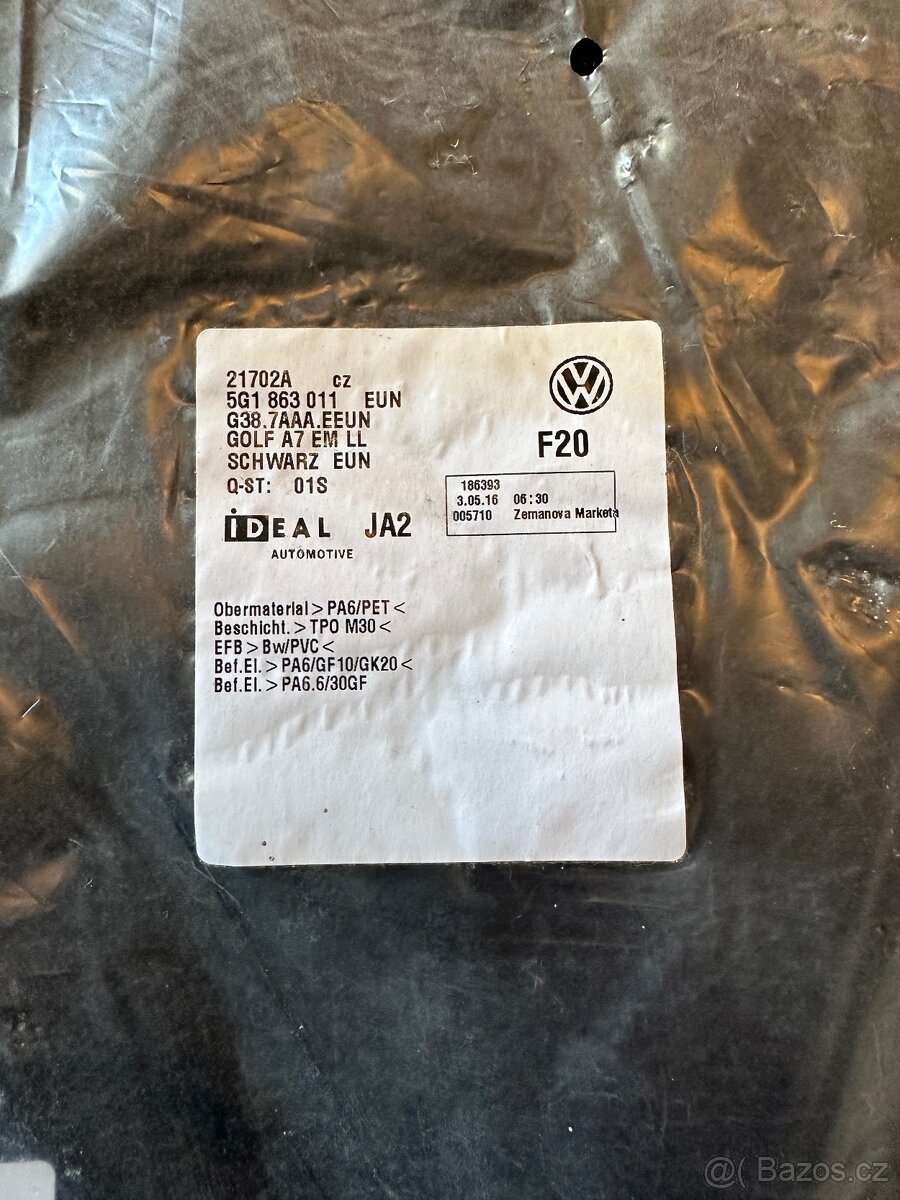 21702A cz
5G1 863 011 EUN
G38.7AAA.EEUN
GOLF A7 EM LL
SCHWARZ EUN
Q-ST: 01S
F20
186393
3.05.16 06:30
005710 Zemanova Marketa
iDEAL JA2
AUTOMOTIVE
Obermaterial > PA6/PET <
Beschicht. > TPO M30 <
EFB > Bw/PVC <
Bef.El. > PA6/GF10/GK20 <
Bef.El. > PA6.6/30GF
@( Bazos.cz